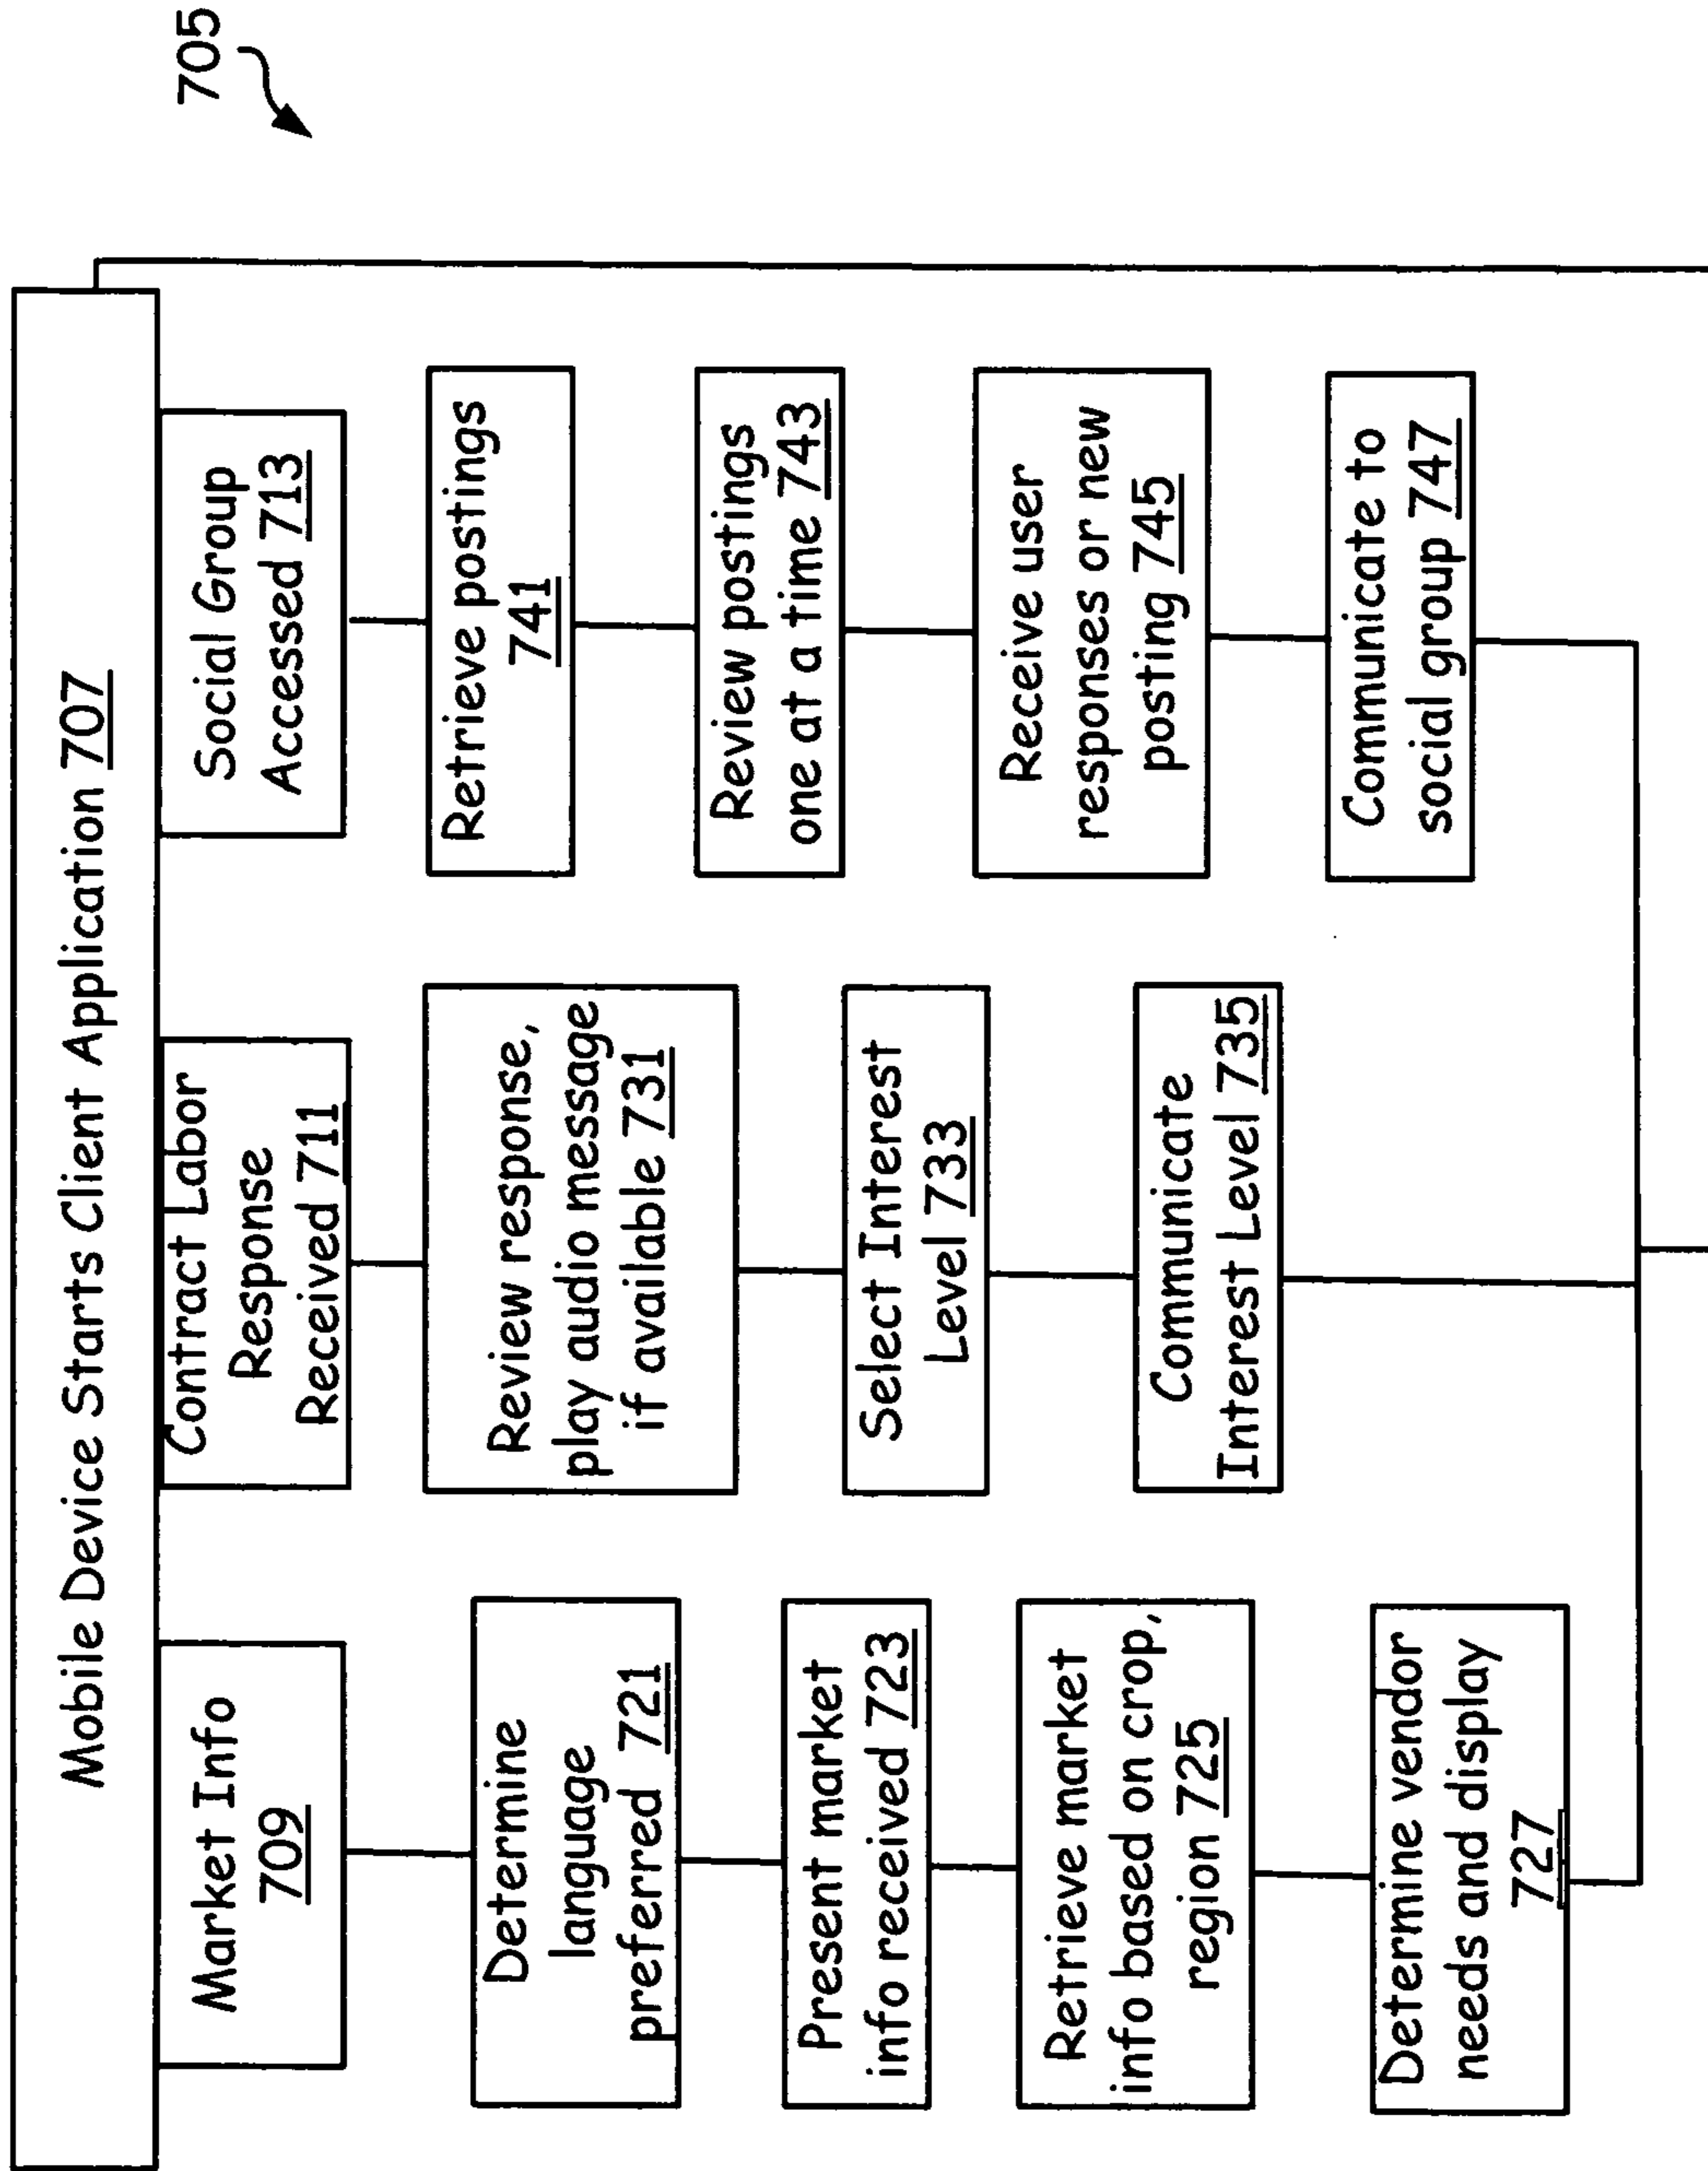 705
Mobile Device Starts Client Application 707
Market Info
709
Determine
language
preferred 721
Present market
info received 723
Retrieve market
info based on crop,
region 725
Determine vendor
needs and display
727
Contract Labor
Response
Received 711
Review response,
play audio message
if available 731
Select Interest
Level 733
Communicate
Interest Level 735
Social Group
Accessed 713
Retrieve postings
741
Review postings
one at a time 743
Receive user
responses or new
posting 745
Communicate to
social group 747